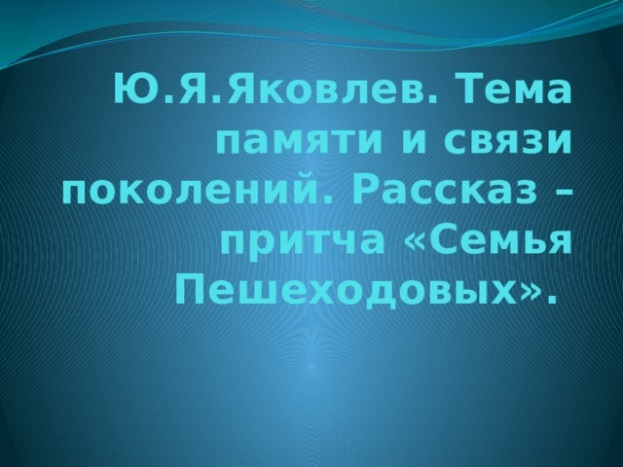 Ю.Я.Яковлев. Тема
памяти и связи
поколений. Рассказ –
притча «Семья
Пешеходовых».